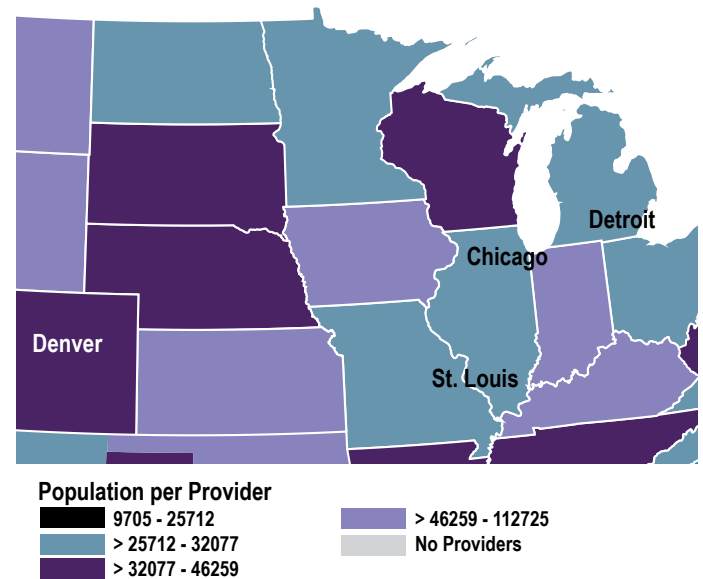 Detroit
Chicago
Denver
St. Louis
Population per Provider
9705 - 25712
> 25712 - 32077
> 32077 - 46259
> 46259 - 112725
No Providers